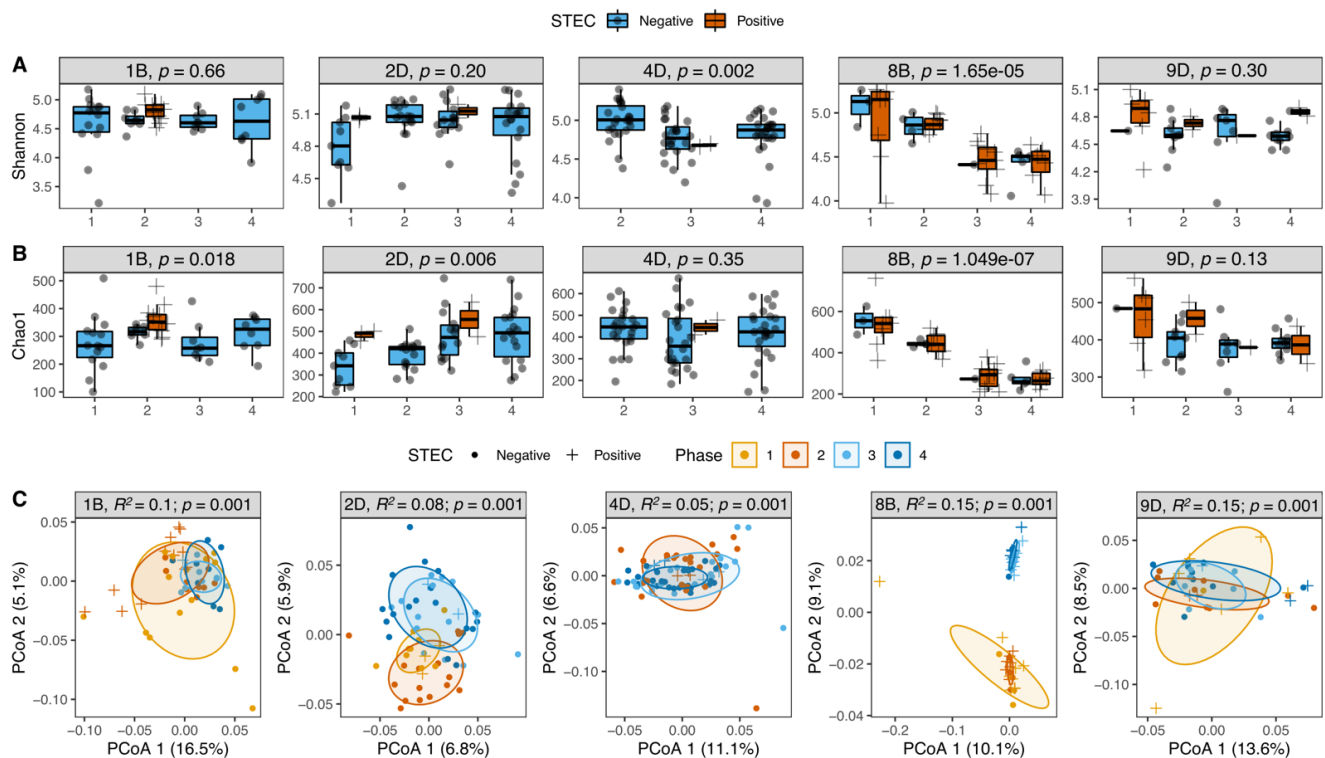 STEC Negative Positive
A
1B, p = 0.66 2D, p = 0.20 4D, p = 0.002 8B, p = 1.65e-05 9D, p = 0.30
Shannon
5.0 4.5 4.0 3.5
5.1 4.8 4.5
5.0 4.5 4.0
5.0 4.5 4.0
5.1 4.8 4.5 4.2 3.9
1 2 3 4 1 2 3 4 2 3 4 1 2 3 4 1 2 3 4
B
1B, p = 0.018 2D, p = 0.006 4D, p = 0.35 8B, p = 1.049e-07 9D, p = 0.13
Chao1
500 400 300 200 100
700 600 500 400 300 200
600 500 400 300 200
600 400 200
500 400 300
1 2 3 4 1 2 3 4 2 3 4 1 2 3 4 1 2 3 4
STEC Negative Positive Phase 1 2 3 4
C
1B, R² = 0.1; p = 0.001 2D, R² = 0.08; p = 0.001 4D, R² = 0.05; p = 0.001 8B, R² = 0.15; p = 0.001 9D, R² = 0.15; p = 0.001
PCoA 2 (5.1%)
0.05 0.00 −0.05 −0.10
−0.10 −0.05 0.00 0.05
PCoA 1 (16.5%)
PCoA 2 (5.9%)
0.05 0.00 −0.05
−0.05 0.00 0.05
PCoA 1 (6.8%)
PCoA 2 (6.6%)
0.05 0.00 −0.05 −0.10
−0.05 0.00 0.05
PCoA 1 (11.1%)
PCoA 2 (9.1%)
0.02 0.00 −0.02 −0.04
−0.2 −0.1 0.0
PCoA 1 (10.1%)
PCoA 2 (8.5%)
0.05 0.00 −0.05 −0.10
−0.05 0.00 0.05
PCoA 1 (13.6%)